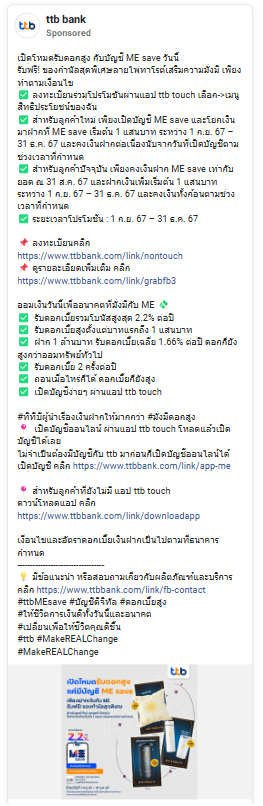 ttb bank
Sponsored
เปิดโหมดรับดอกสูง กับบัญชี ME save วันนี้
รับฟรี! ของกำนัลสุดพิเศษลายไพ่ทาโรต์เสริมความมั่งมี เพียง
ทำตามเงื่อนไข
✅ ลงทะเบียนร่วมโปรโมชันผ่านแอป ttb touch เลือก->เมนู
สิทธิประโยชน์ของฉัน
✅ สำหรับลูกค้าใหม่ เพียงเปิดบัญชี ME save และโยกเงิน
มาฝากที่ ME save เริ่มต้น 1 แสนบาท ระหว่าง 1 ก.ย. 67 –
31 ธ.ค. 67 และคงเงินฝากต่อเนื่องนับจากวันที่เปิดบัญชีตาม
ช่วงเวลาที่กำหนด
✅ สำหรับลูกค้าปัจจุบัน เพียงคงเงินฝาก ME save เท่ากับ
ยอด ณ 31 ส.ค. 67 และฝากเงินเพิ่มเริ่มต้น 1 แสนบาท
ระหว่าง 1 ก.ย. 67 – 31 ธ.ค. 67 และคงเงินทั้งก้อนตามช่วง
เวลาที่กำหนด
✅ ระยะเวลาโปรโมชัน : 1 ก.ย. 67 – 31 ธ.ค. 67
📌 ลงทะเบียนคลิก
https://www.ttbbank.com/link/nontouch
📌 ดูรายละเอียดเพิ่มเติม คลิก
https://www.ttbbank.com/link/grabfb3
ออมเงินวันนี้เพื่ออนาคตที่มั่งมีกับ ME 💸
✅ รับดอกเบี้ยรวมโบนัสสูงสุด 2.2% ต่อปี
✅ รับดอกเบี้ยสูงตั้งแต่บาทแรกถึง 1 แสนบาท
✅ ฝาก 1 ล้านบาท รับดอกเบี้ยเฉลี่ย 1.66% ต่อปี ดอกก็ยัง
สูงกว่าออมทรัพย์ทั่วไป
✅ รับดอกเบี้ย 2 ครั้งต่อปี
✅ ถอนเมื่อไหร่ก็ได้ ดอกเบี้ยก็ยังสูง
✅ เปิดบัญชีง่ายๆ ผ่านแอป ttb touch
#ทีทีบีผู้นำเรื่องเงินฝากให้มากกว่า #มั่งมีดอกสูง
📍 เปิดบัญชีออนไลน์ ผ่านแอป ttb touch โหลดแล้วเปิด
บัญชีได้เลย
ไม่จำเป็นต้องมีบัญชีกับ ttb มาก่อนก็เปิดบัญชีออนไลน์ได้
เปิดบัญชี คลิก https://www.ttbbank.com/link/app-me
📍 สำหรับลูกค้าที่ยังไม่มี แอป ttb touch
ดาวน์โหลดแอป คลิก
https://www.ttbbank.com/link/downloadapp
เงื่อนไขและอัตราดอกเบี้ยเงินฝากเป็นไปตามที่ธนาคาร
กำหนด
----------------------------------
💡 มีข้อแนะนำ หรือสอบถามเกี่ยวกับผลิตภัณฑ์และบริการ
คลิก https://www.ttbbank.com/link/fb-contact
#ttbMEsave #บัญชีดิจิทัล #ดอกเบี้ยสูง
#ให้ชีวิตการเงินดีทั้งวันนี้และอนาคต
#เปลี่ยนเพื่อให้ชีวิตคุณดีขึ้น
#ttb #MakeREALChange
#MakeREALChange
ttb
เปิดโหมดรับดอกสูง
แค่มีบัญชี ME save
2.2%
ME
SAVE